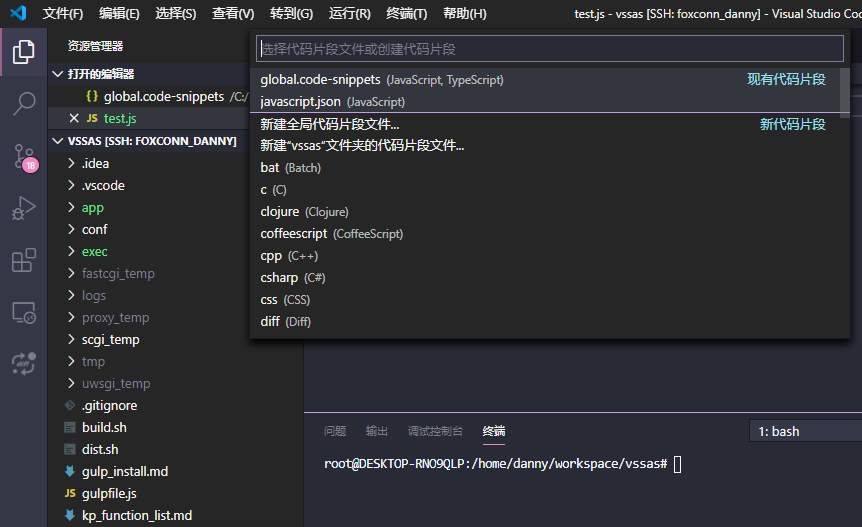 文件(F) 编辑(E) 选择(S) 查看(V) 转到(G) 运行(R) 终端(T) 帮助(H) test.js - vssas [SSH: foxconn_danny] - Visual Studio Co
资源管理器
选择代码片段文件或创建代码片段
打开的编辑器
global.code-snippets /C:/
JS test.js
VSSAS [SSH: FOXCONN_DANNY]
18
.idea
.vscode
app
conf
exec
fastcgi_temp
logs
proxy_temp
scgi_temp
tmp
uwsgi_temp
.gitignore
build.sh
dist.sh
gulp_install.md
JS gulpfile.js
kp_function_list.md
global.code-snippets (JavaScript, TypeScript) 现有代码片段
javascript.json (JavaScript)
新建全局代码片段文件... 新代码片段
新建“vssas”文件夹的代码片段文件...
bat (Batch)
c (C)
clojure (Clojure)
coffeescript (CoffeeScript)
cpp (C++)
csharp (C#)
css (CSS)
diff (Diff)
问题 输出 调试控制台 终端 1: bash
root@DESKTOP-RNO9QLP:/home/danny/workspace/vssas#